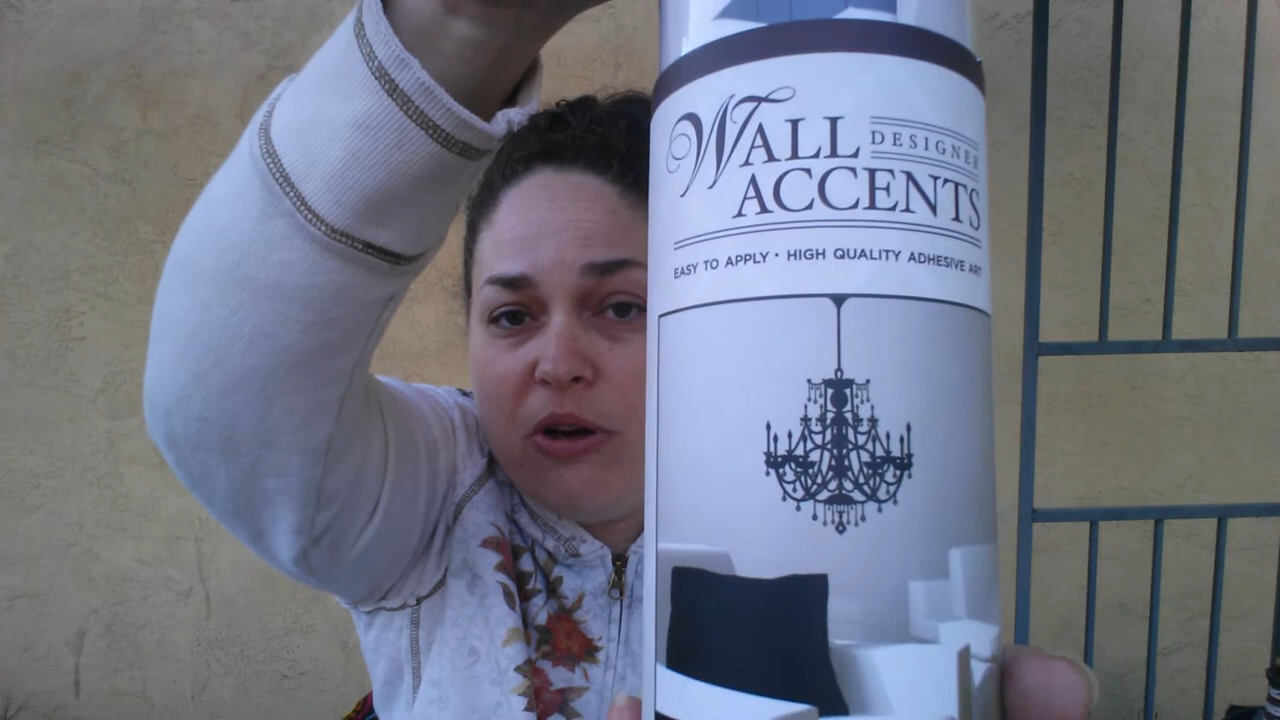 WALL DESIGNER
ACCENTS
EASY TO APPLY • HIGH QUALITY ADHESIVE ART